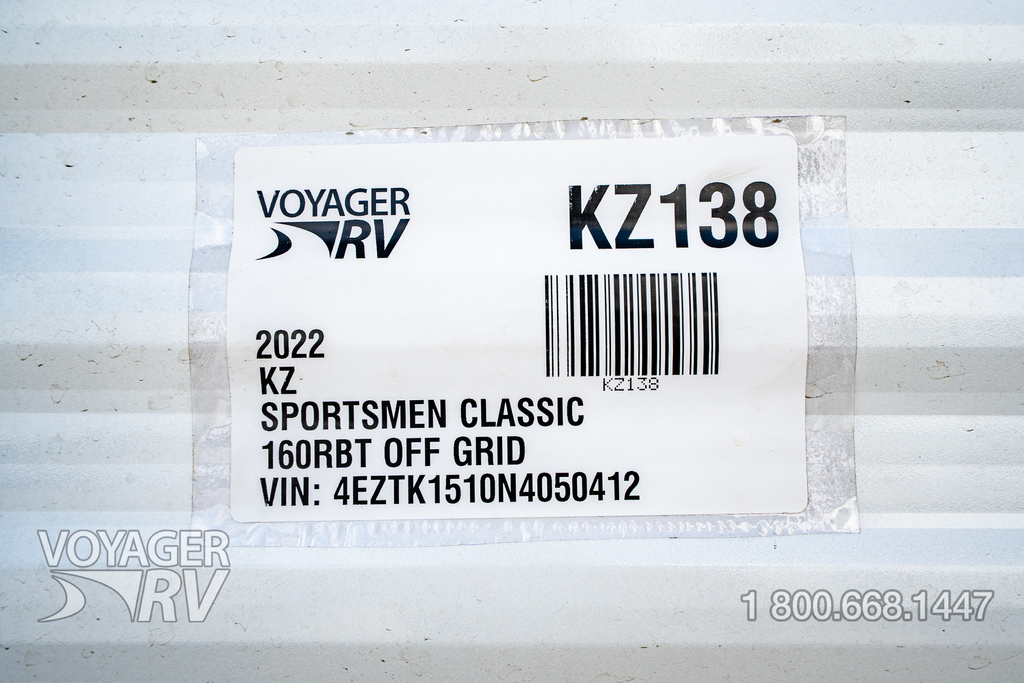 VOYAGER
RV
KZ138
KZ138
2022
KZ
SPORTSMEN CLASSIC
160RBT OFF GRID
VIN: 4EZTK1510N4050412
VOYAGER
RV
1 800.668.1447